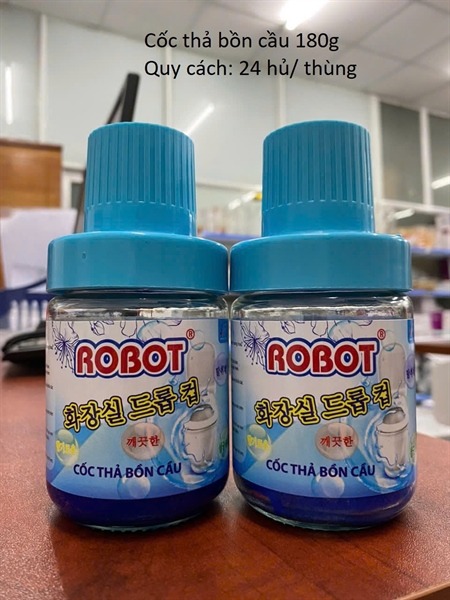 Cốc thả bồn cầu 180g
Quy cách: 24 hủ/ thùng
ROBOT®
화장실 드롭 컵
깨끗한
CỐC THẢ BỒN CẦU
ROBOT®
화장실 드롭 컵
깨끗한
CỐC THẢ BỒN CẦU